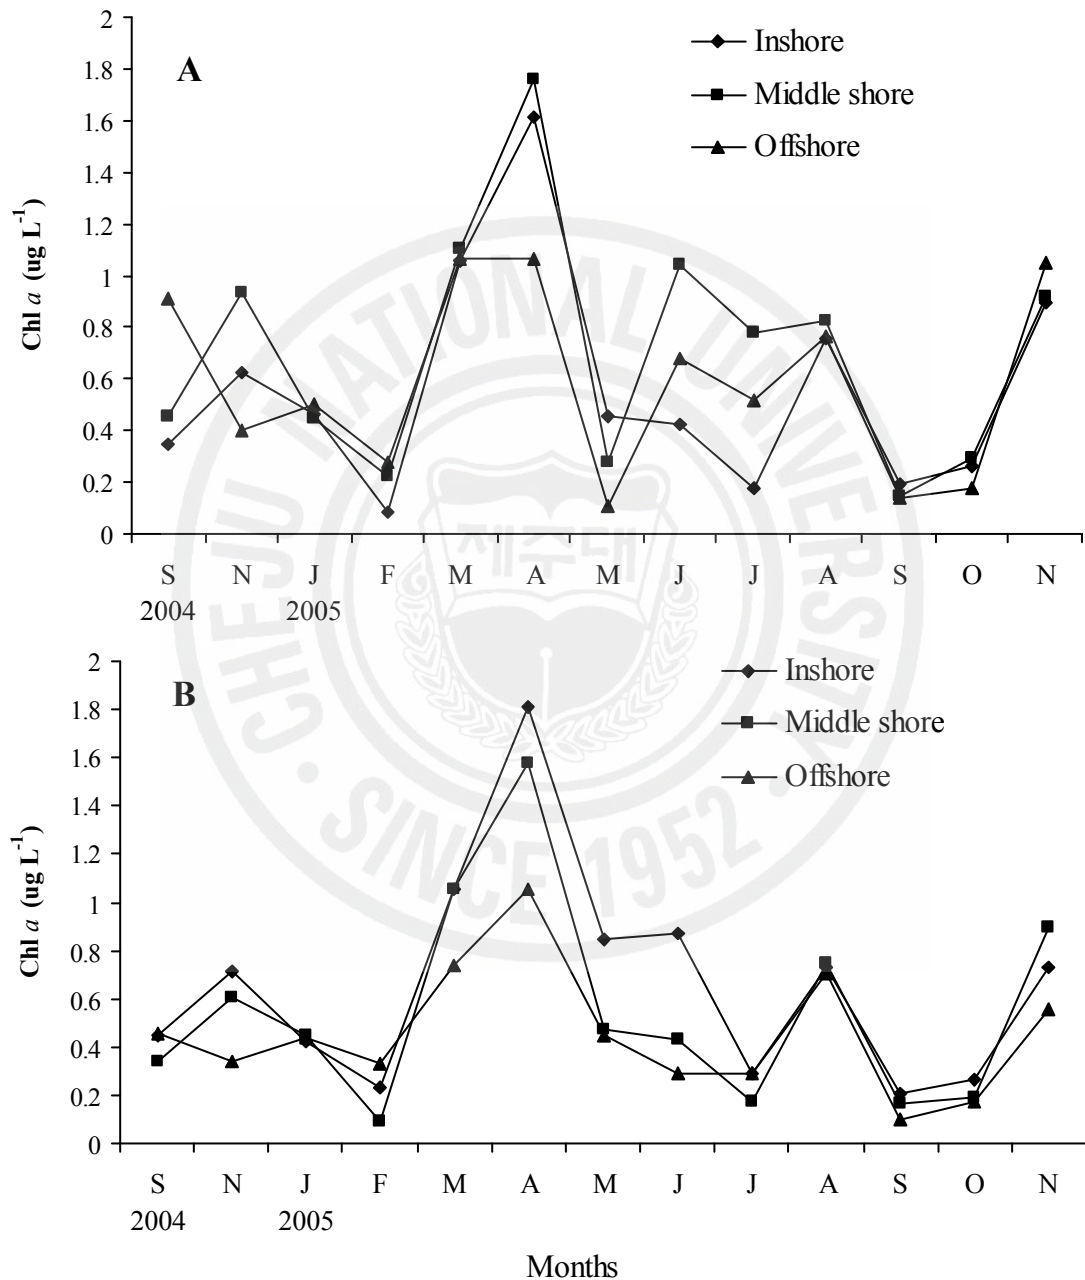 A
Inshore
Middle shore
Offshore
Chl a (ug L-1)
2
1.8
1.6
1.4
1.2
1
0.8
0.6
0.4
0.2
0
S N J F M A M J J A S O N
2004 2005
B
Inshore
Middle shore
Offshore
Chl a (ug L-1)
2
1.8
1.6
1.4
1.2
1
0.8
0.6
0.4
0.2
0
S N J F M A M J J A S O N
2004 2005
Months
CHEJU NATIONAL UNIVERSITY
제주대
SINCE 1952